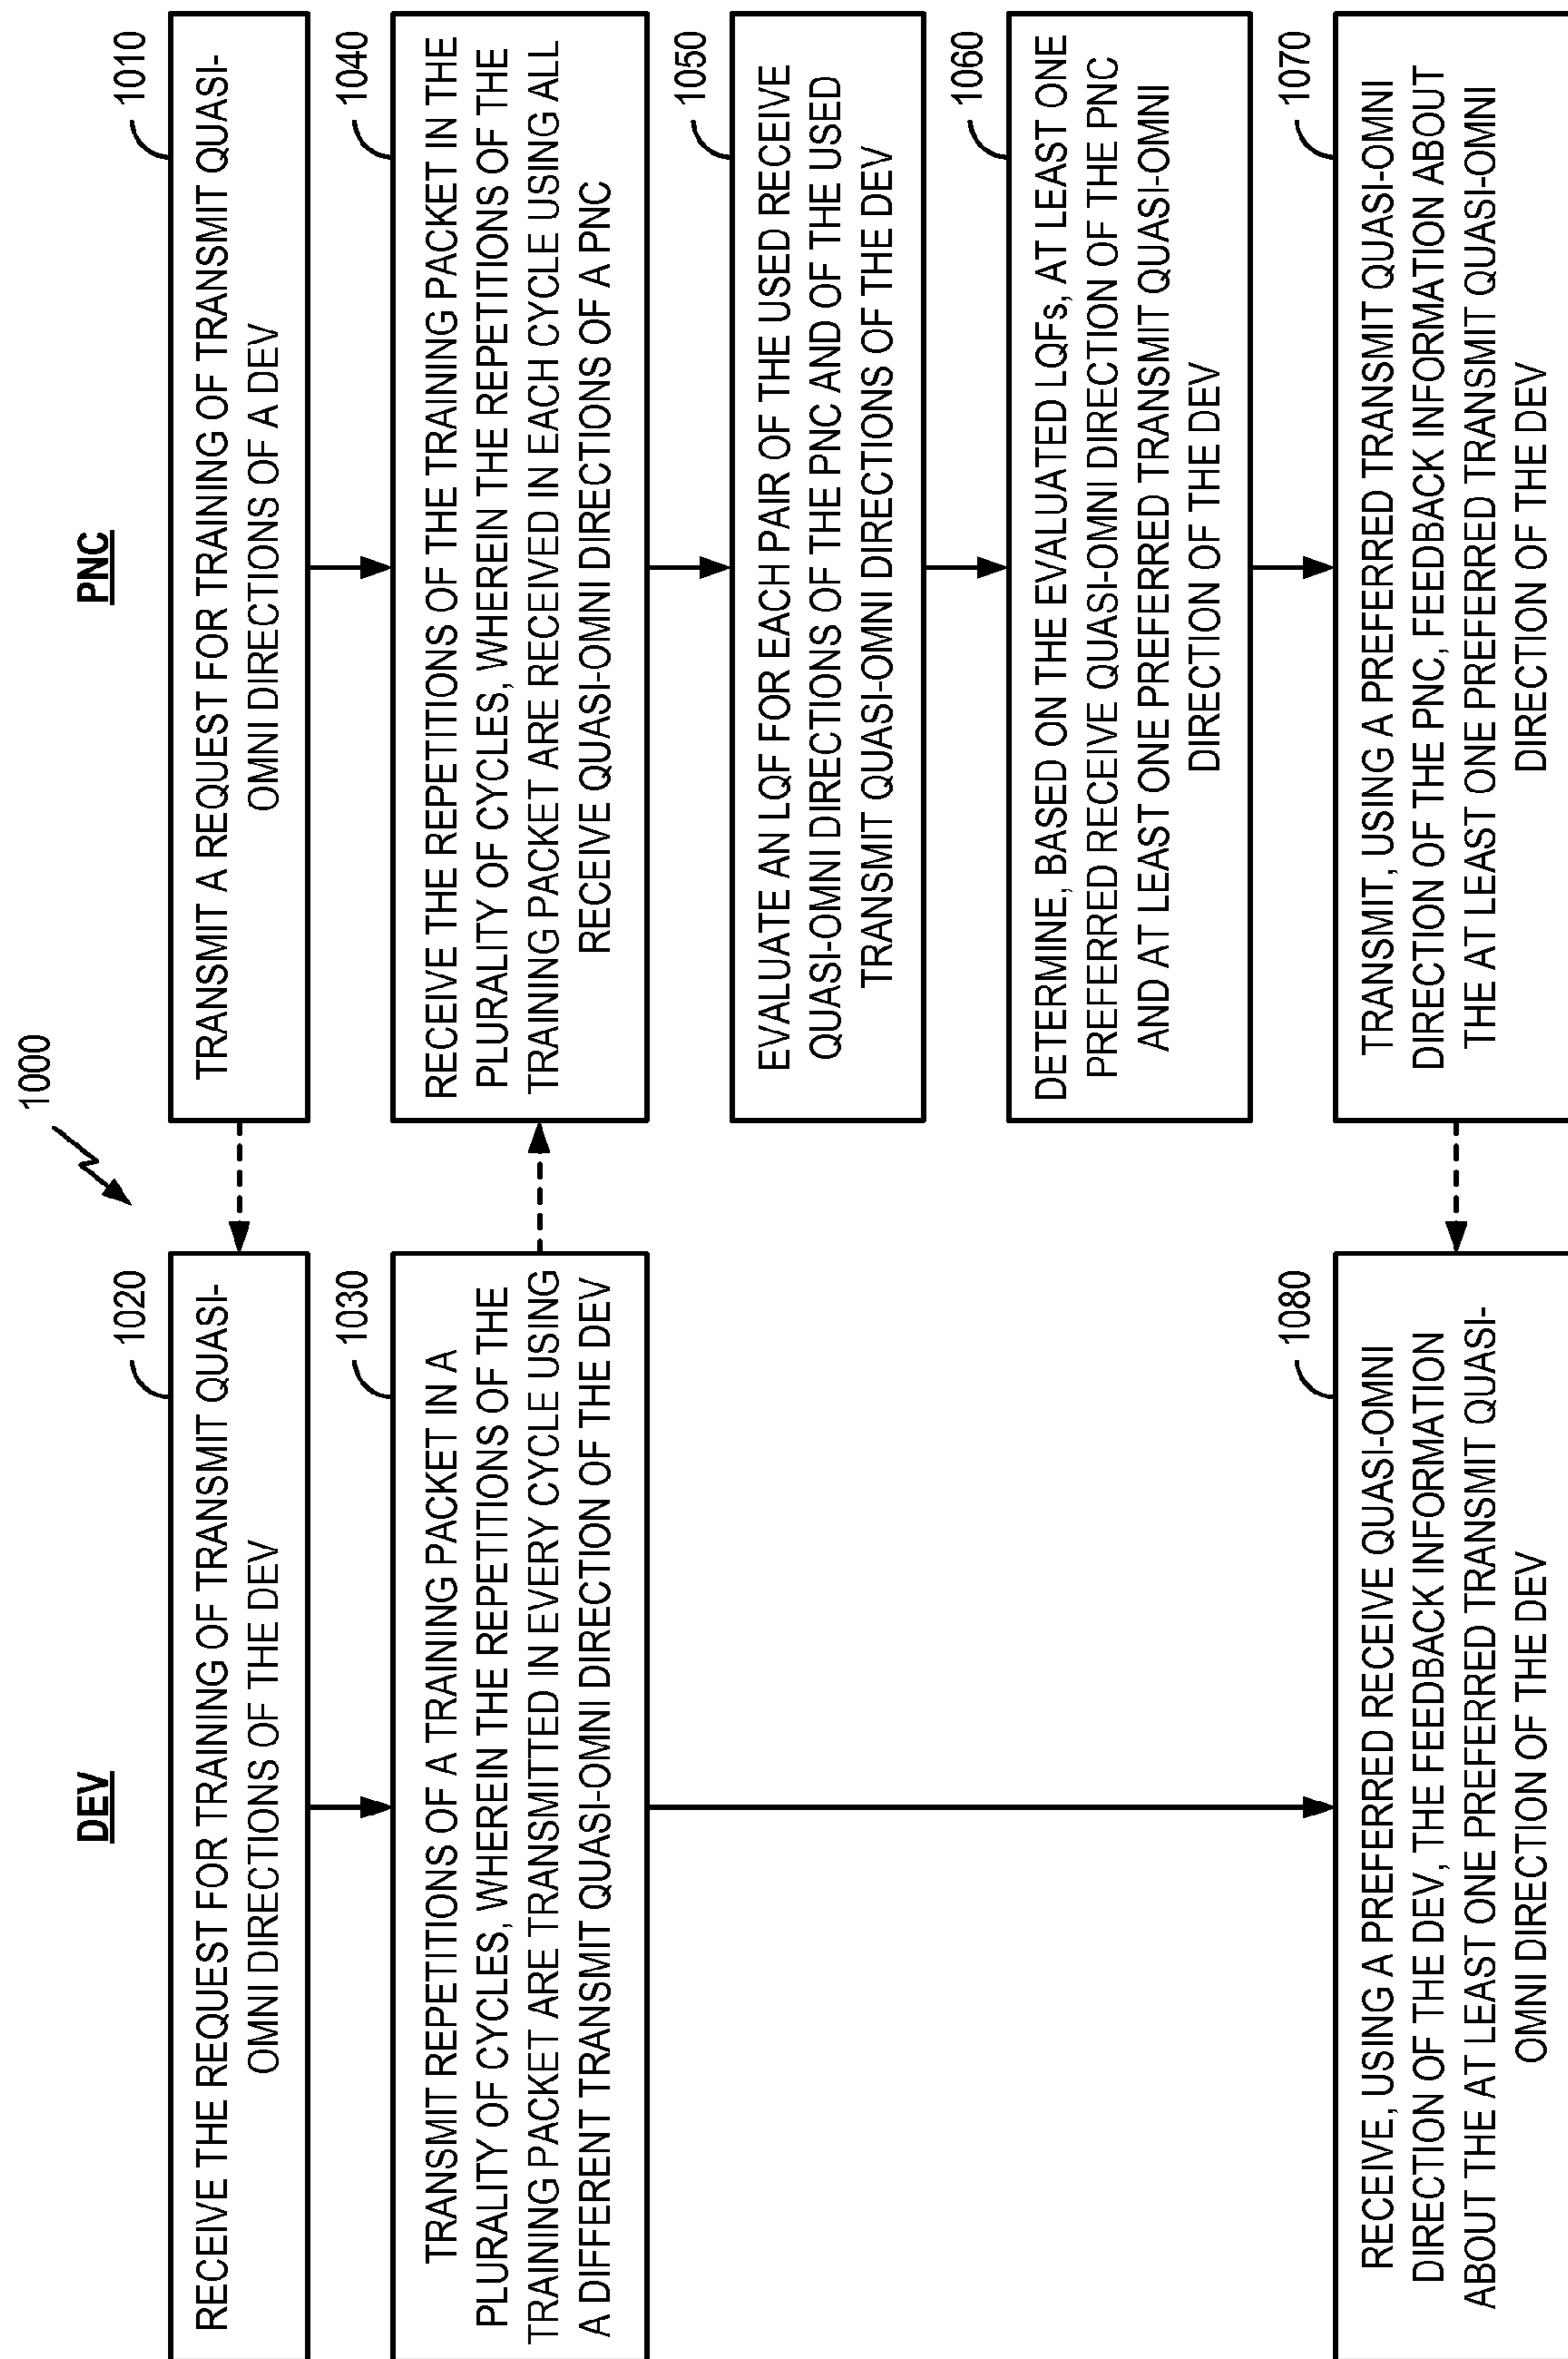 1000
DEV
PNC
1020
RECEIVE THE REQUEST FOR TRAINING OF TRANSMIT QUASI-
OMNI DIRECTIONS OF THE DEV
1010
TRANSMIT A REQUEST FOR TRAINING OF TRANSMIT QUASI-
OMNI DIRECTIONS OF A DEV
1030
TRANSMIT REPETITIONS OF A TRAINING PACKET IN A
PLURALITY OF CYCLES, WHEREIN THE REPETITIONS OF THE
TRAINING PACKET ARE TRANSMITTED IN EVERY CYCLE USING
A DIFFERENT TRANSMIT QUASI-OMNI DIRECTION OF THE DEV
1040
RECEIVE THE REPETITIONS OF THE TRAINING PACKET IN THE
PLURALITY OF CYCLES, WHEREIN THE REPETITIONS OF THE
TRAINING PACKET ARE RECEIVED IN EACH CYCLE USING ALL
RECEIVE QUASI-OMNI DIRECTIONS OF A PNC
1050
EVALUATE AN LQF FOR EACH PAIR OF THE USED RECEIVE
QUASI-OMNI DIRECTIONS OF THE PNC AND OF THE USED
TRANSMIT QUASI-OMNI DIRECTIONS OF THE DEV
1060
DETERMINE, BASED ON THE EVALUATED LQFs, AT LEAST ONE
PREFERRED RECEIVE QUASI-OMNI DIRECTION OF THE PNC
AND AT LEAST ONE PREFERRED TRANSMIT QUASI-OMNI
DIRECTION OF THE DEV
1080
RECEIVE, USING A PREFERRED RECEIVE QUASI-OMNI
DIRECTION OF THE DEV, THE FEEDBACK INFORMATION
ABOUT THE AT LEAST ONE PREFERRED TRANSMIT QUASI-
OMNI DIRECTION OF THE DEV
1070
TRANSMIT, USING A PREFERRED TRANSMIT QUASI-OMNI
DIRECTION OF THE PNC, FEEDBACK INFORMATION ABOUT
THE AT LEAST ONE PREFERRED TRANSMIT QUASI-OMNI
DIRECTION OF THE DEV